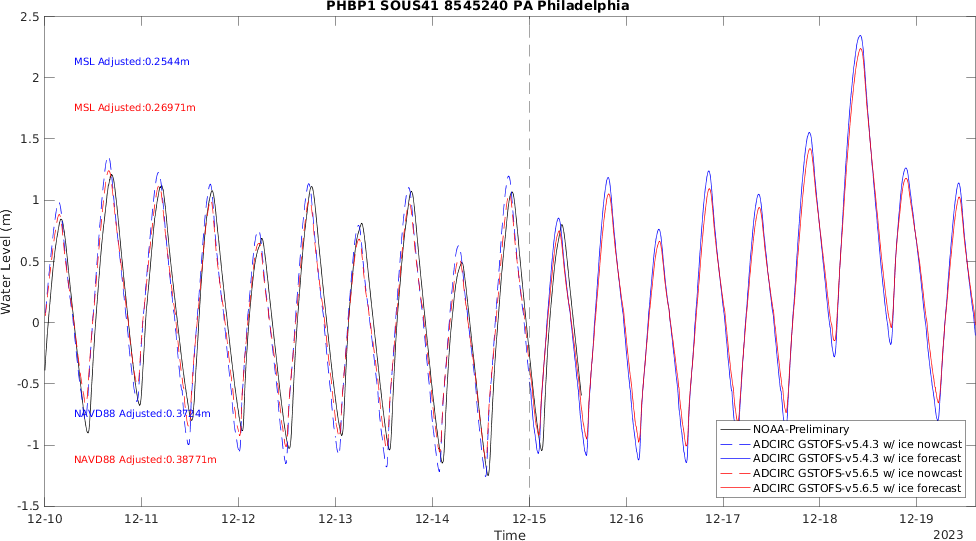 PHBP1 SOUS41 8545240 PA Philadelphia
2.5
2
1.5
1
0.5
0
-0.5
-1
-1.5
Water Level (m)
MSL Adjusted:0.2544m
MSL Adjusted:0.26971m
NAVD88 Adjusted:0.3724m
NAVD88 Adjusted:0.38771m
NOAA-Preliminary
ADCIRC GSTOFS-v5.4.3 w/ ice nowcast
ADCIRC GSTOFS-v5.4.3 w/ ice forecast
ADCIRC GSTOFS-v5.6.5 w/ ice nowcast
ADCIRC GSTOFS-v5.6.5 w/ ice forecast
12-10 12-11 12-12 12-13 12-14 12-15 12-16 12-17 12-18 12-19
Time
2023